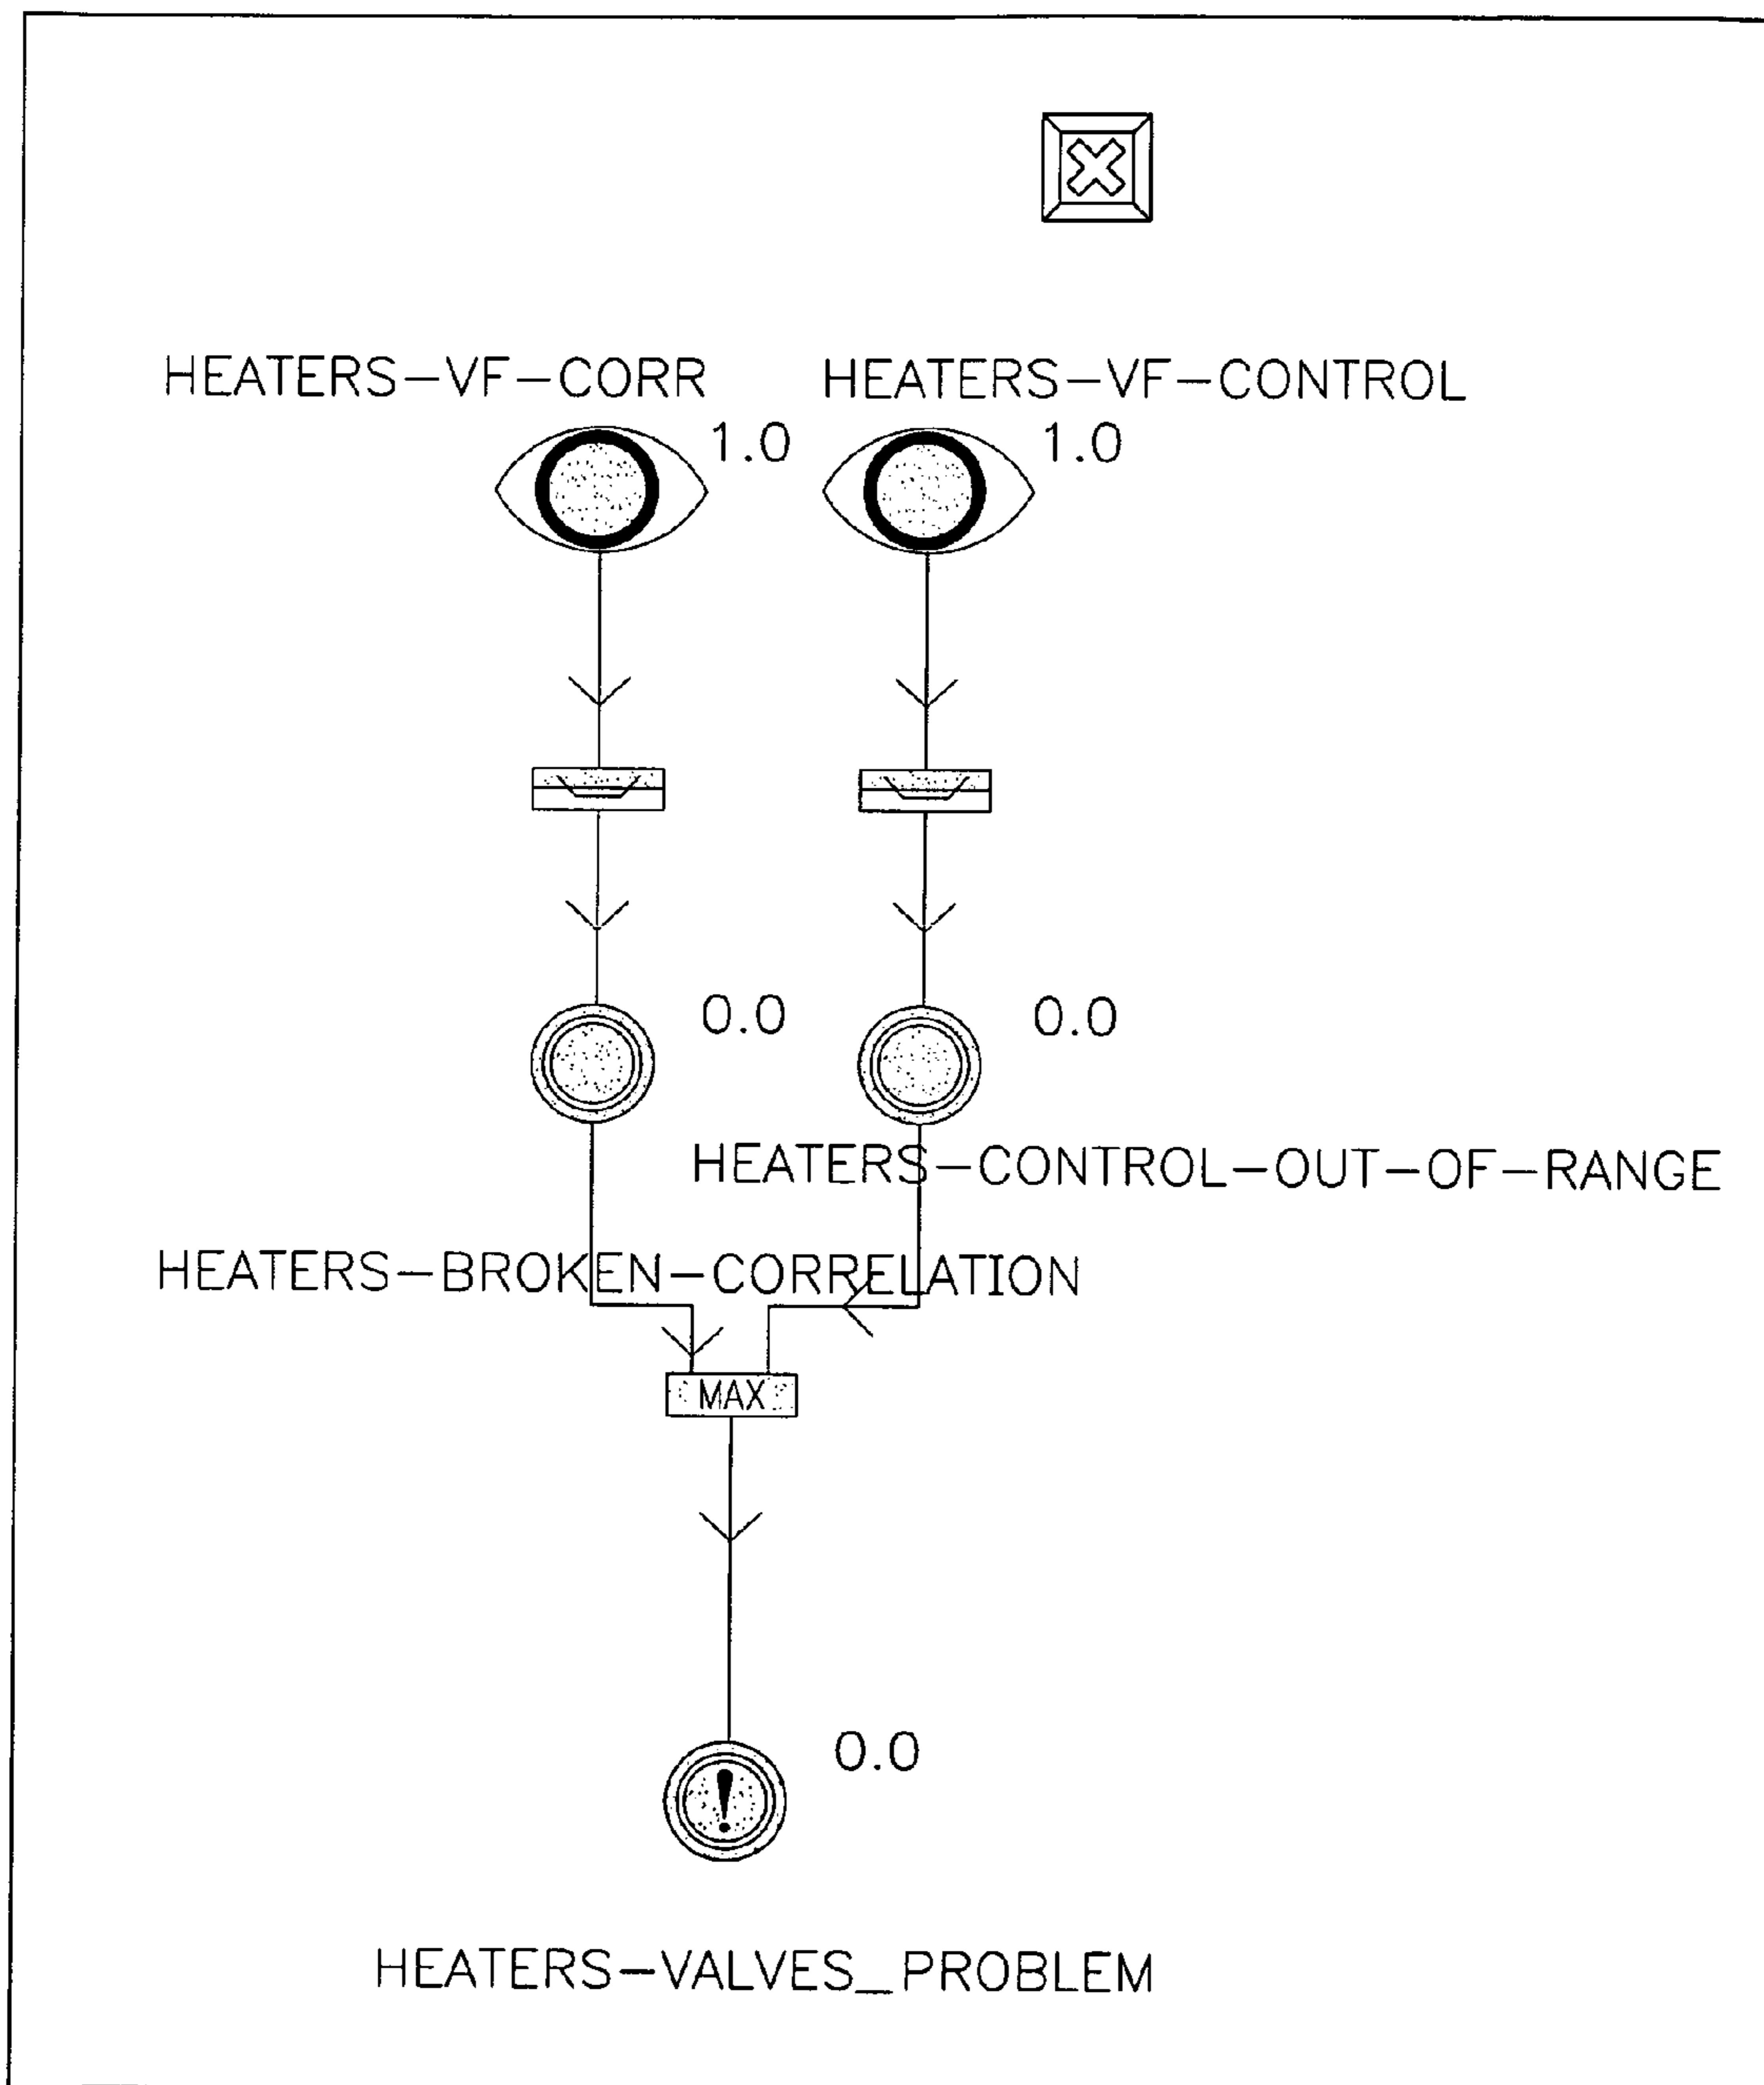 HEATERS-VF-CORR
HEATERS-VF-CONTROL
1.0
1.0
0.0
0.0
HEATERS-CONTROL-OUT-OF-RANGE
HEATERS-BROKEN-CORRELATION
MAX
0.0
HEATERS-VALVES_PROBLEM